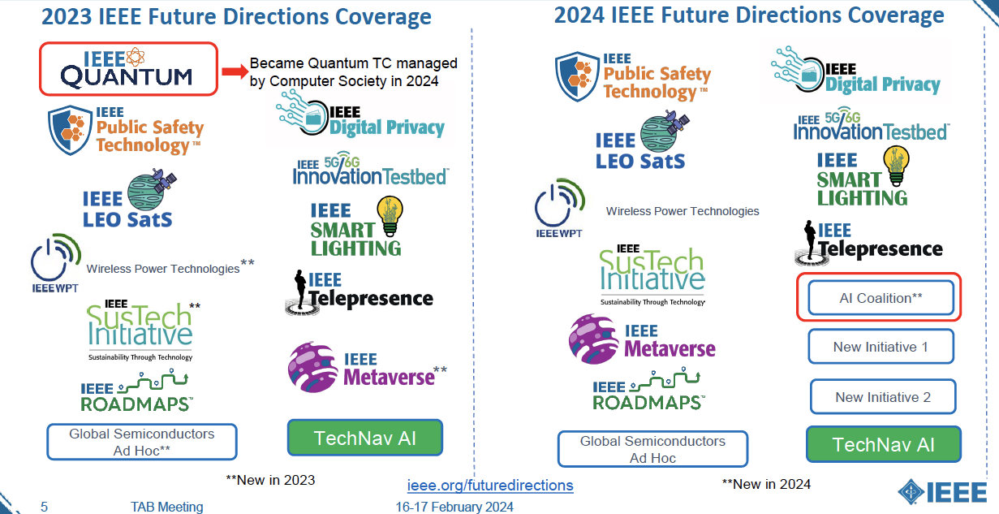 2023 IEEE Future Directions Coverage
IEEE
QUANTUM
Became Quantum TC managed
by Computer Society in 2024
IEEE
Public Safety
Technology™
IEEE
Digital Privacy
IEEE 5G/6G
InnovationTestbed™
IEEE
LEO SatS
IEEE
SMART
LIGHTING
IEEE WPT
Wireless Power Technologies**
IEEE
Telepresence
IEEE
SusTech**
Initiative
Sustainability Through Technology
IEEE
Metaverse**
IEEE
ROADMAPS™
Global Semiconductors
Ad Hoc**
TechNav AI
**New in 2023
2024 IEEE Future Directions Coverage
IEEE
Public Safety
Technology™
IEEE
Digital Privacy
IEEE 5G/6G
InnovationTestbed™
IEEE
LEO SatS
IEEE
SMART
LIGHTING
IEEE WPT
Wireless Power Technologies
IEEE
Telepresence
IEEE
SusTech
Initiative
Sustainability Through Technology
AI Coalition**
IEEE
Metaverse
New Initiative 1
IEEE
ROADMAPS™
New Initiative 2
Global Semiconductors
Ad Hoc
TechNav AI
**New in 2024
ieee.org/futuredirections
5
TAB Meeting
16-17 February 2024
IEEE